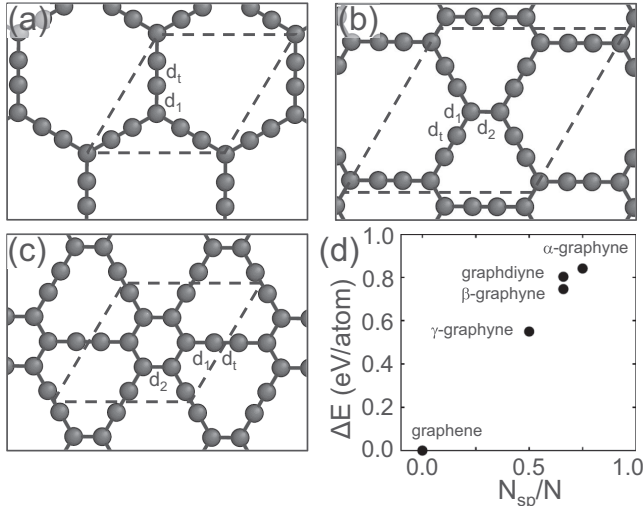 (a)
d_t
d_1
(b)
d_1
d_t
d_2
(c)
d_1
d_t
d_2
(d)
1.0
0.8
0.6
0.4
0.2
0.0
ΔE (eV/atom)
α-graphyne
graphdiyne
β-graphyne
γ-graphyne
graphene
0.0
0.5
1.0
N_sp/N